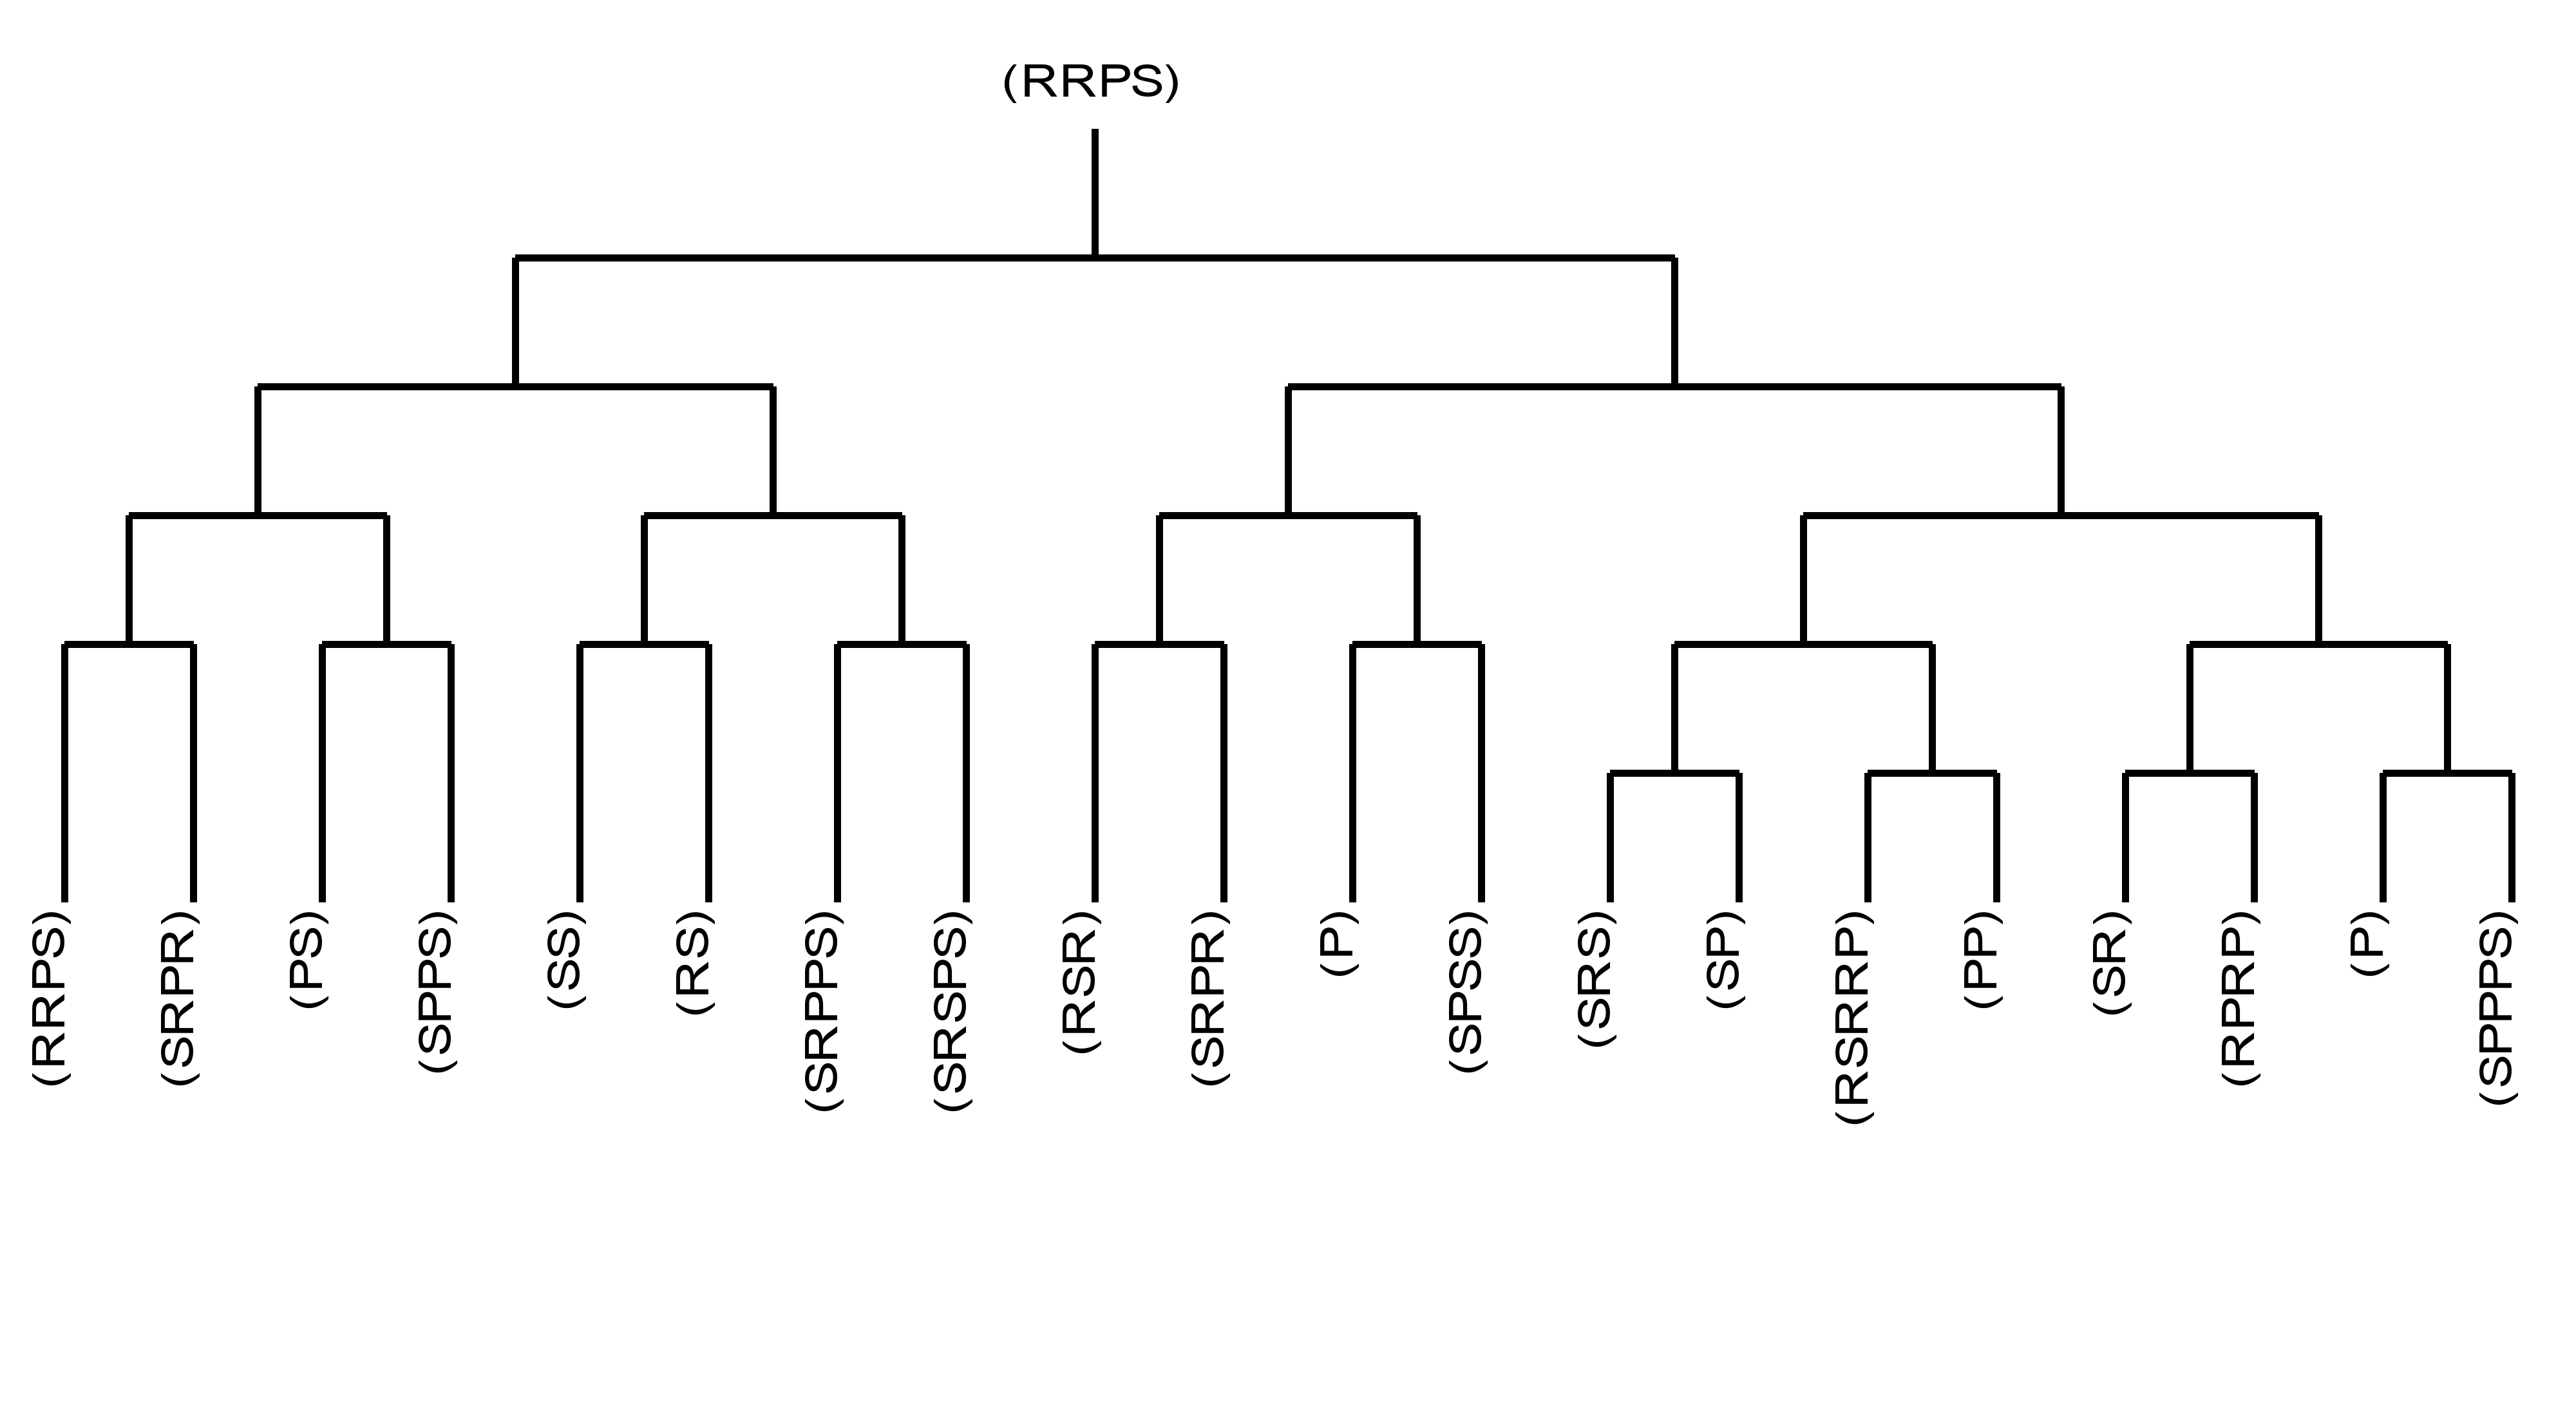 (RRPS)
(RRPS)
(SRPR)
(PS)
(SPPS)
(SS)
(RS)
(SRPPS)
(SRSPS)
(RSR)
(SRPR)
(P)
(SPSS)
(SRS)
(SP)
(RSRRP)
(PP)
(SR)
(RPRP)
(P)
(SPPPS)